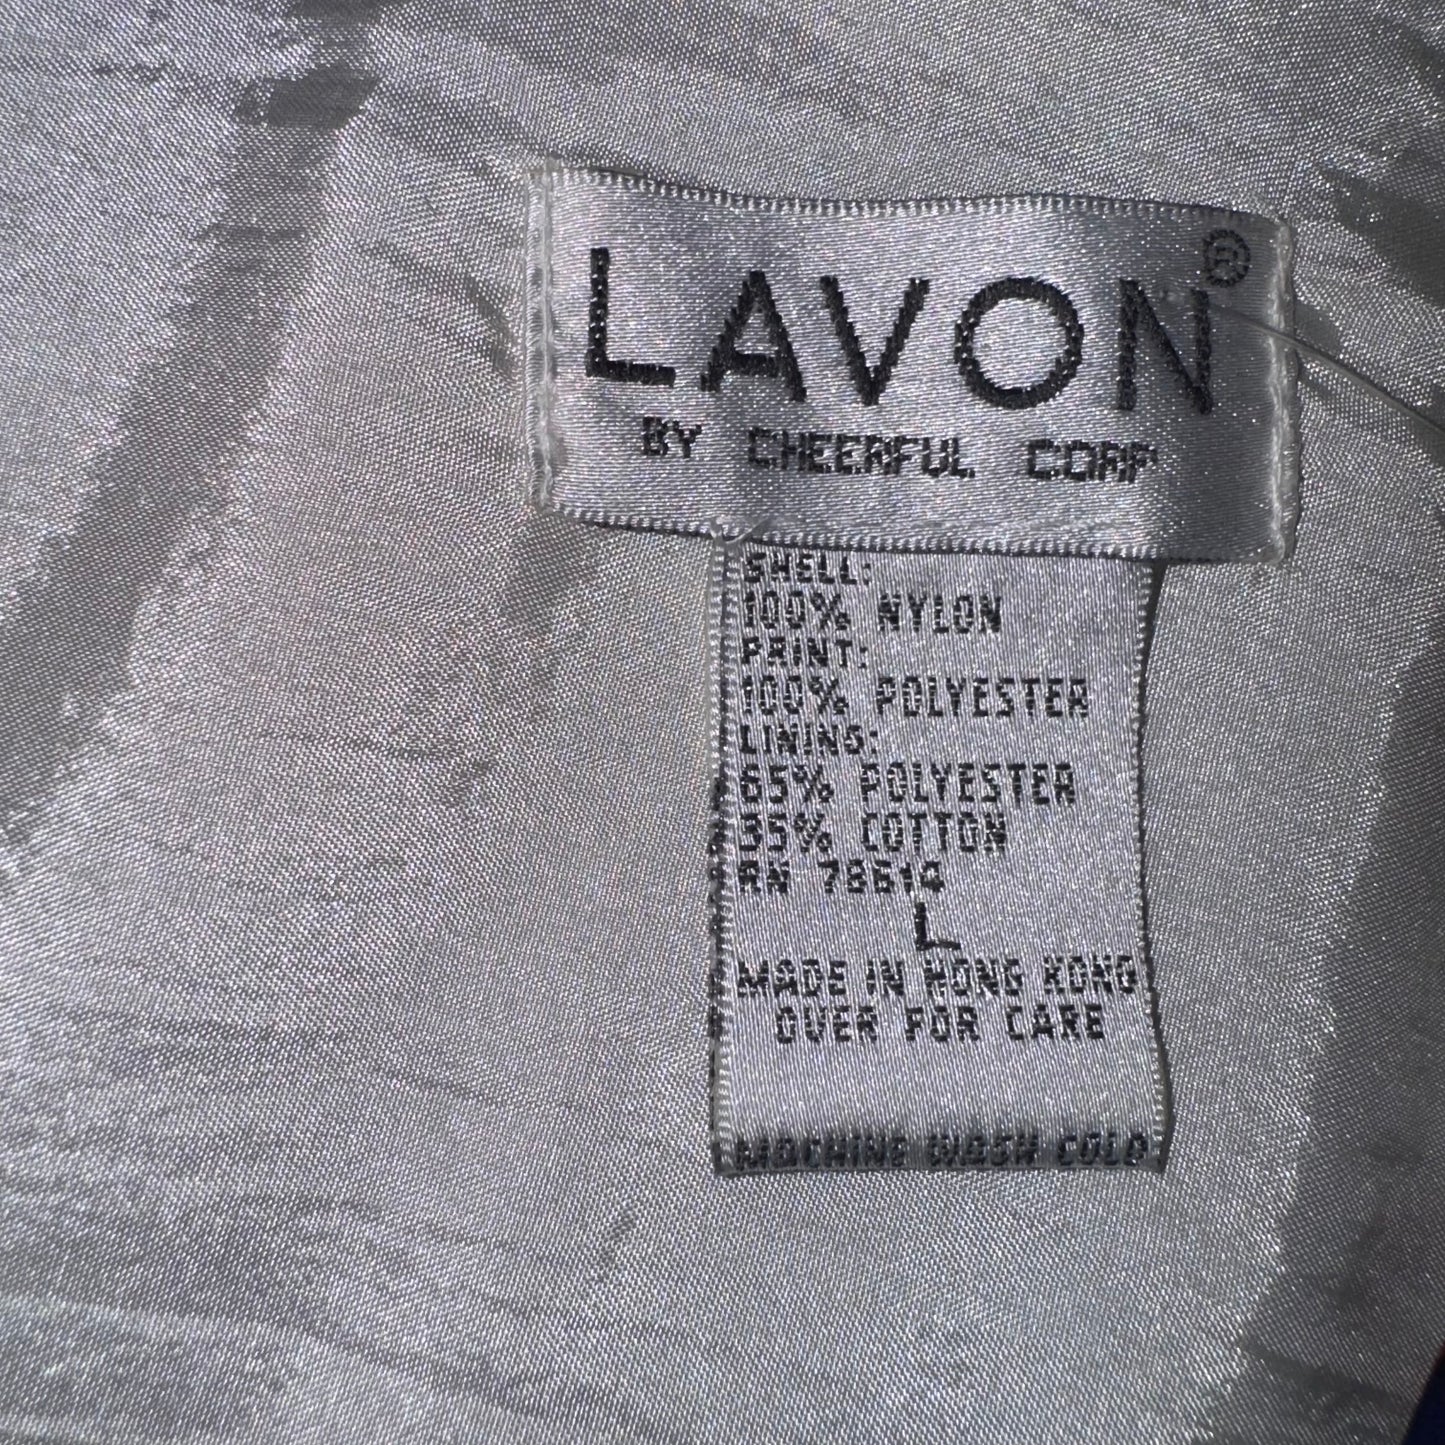 LAVON®
BY CHEERFUL CORP
SHELL:
100% NYLON
PRINT:
100% POLYESTER
LINING:
65% POLYESTER
35% COTTON
RN 78614
L
MADE IN HONG KONG
OVER FOR CARE
MACHINE WASH COLD